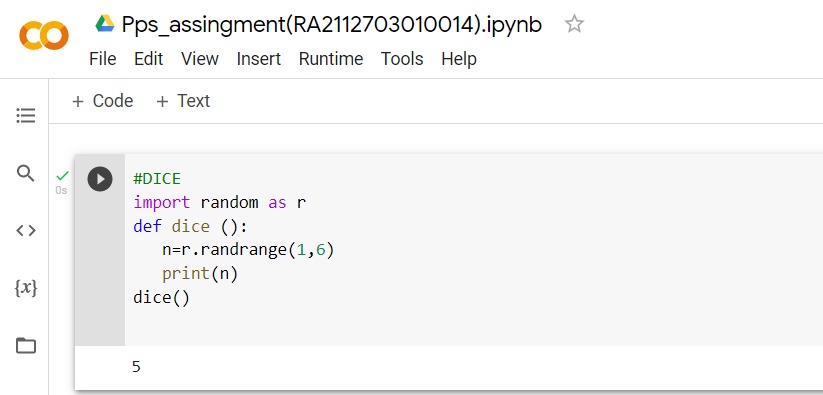 Pps_assingment(RA2112703010014).ipynb
File Edit View Insert Runtime Tools Help
+ Code + Text
#DICE
0s
import random as r
def dice ():
   n=r.randrange(1,6)
   print(n)
dice()
{x}
5